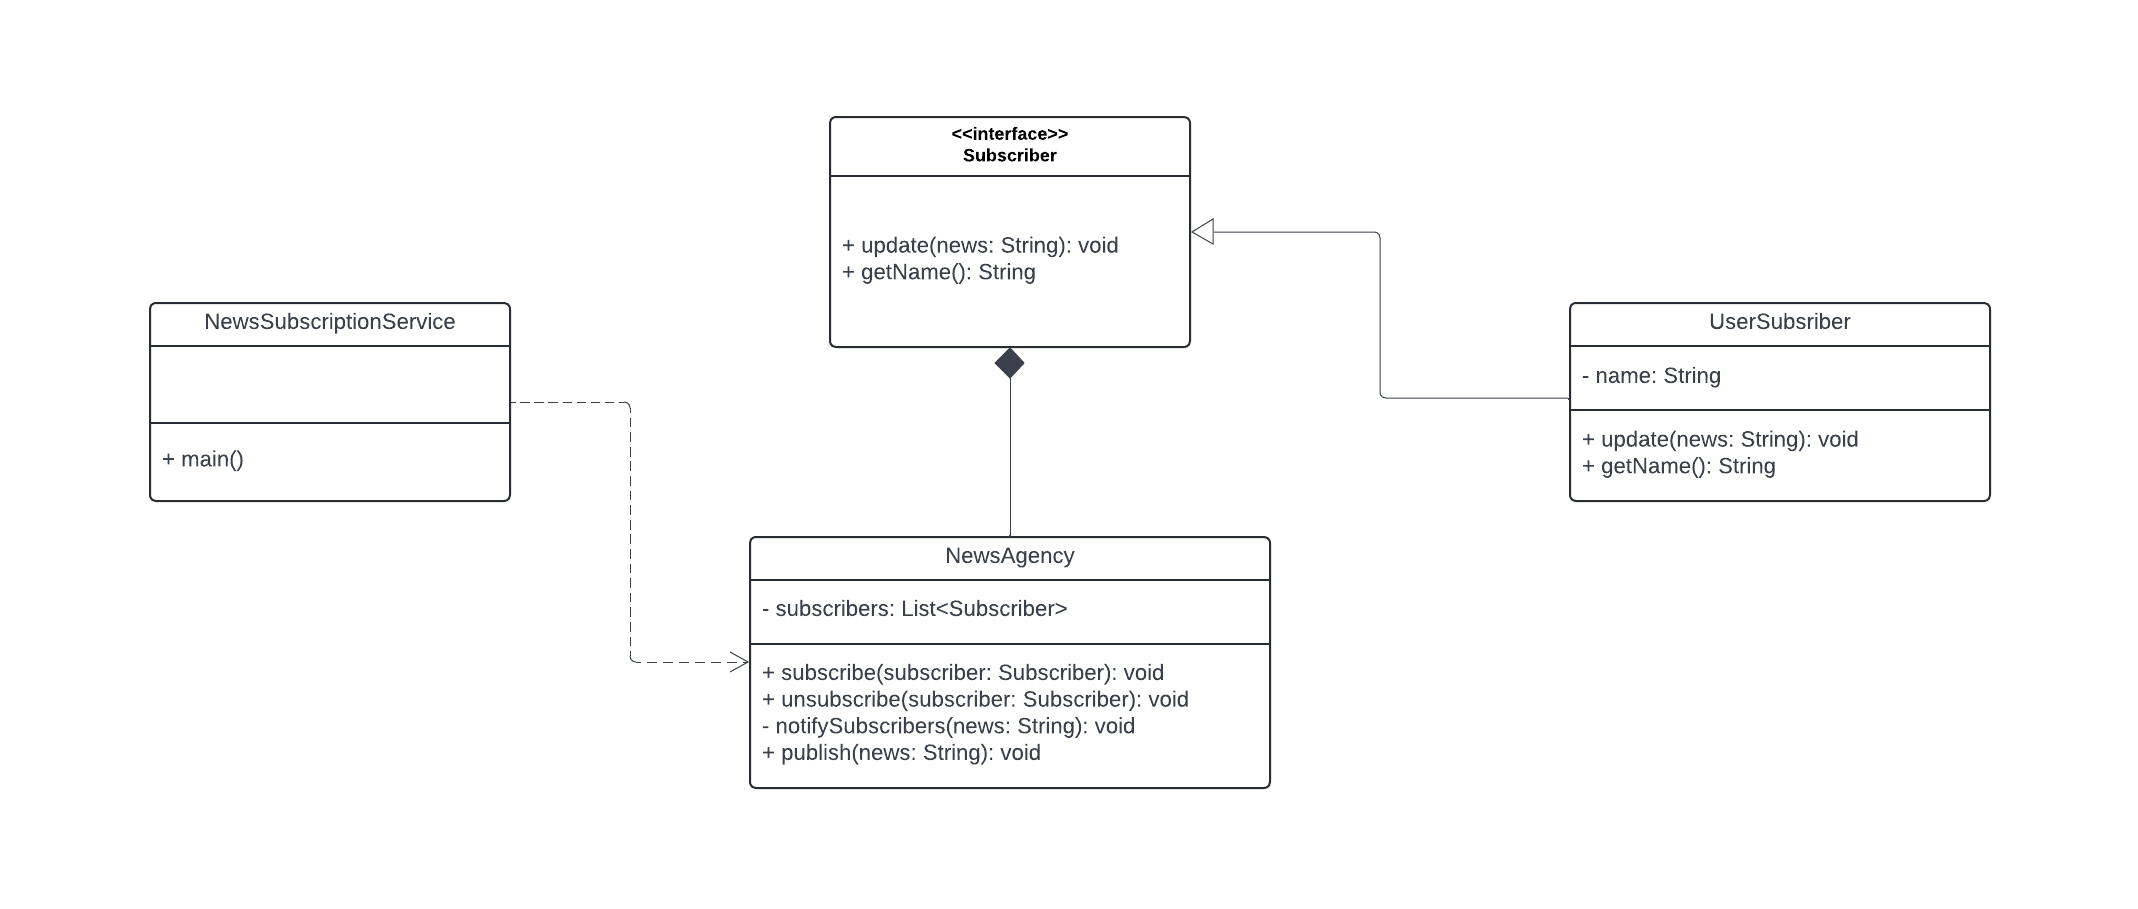 <<interface>>
Subscriber
+ update(news: String): void
+ getName(): String
NewsSubscriptionService
+ main()
UserSubsriber
- name: String
+ update(news: String): void
+ getName(): String
NewsAgency
- subscribers: List<Subscriber>
+ subscribe(subscriber: Subscriber): void
+ unsubscribe(subscriber: Subscriber): void
- notifySubscribers(news: String): void
+ publish(news: String): void